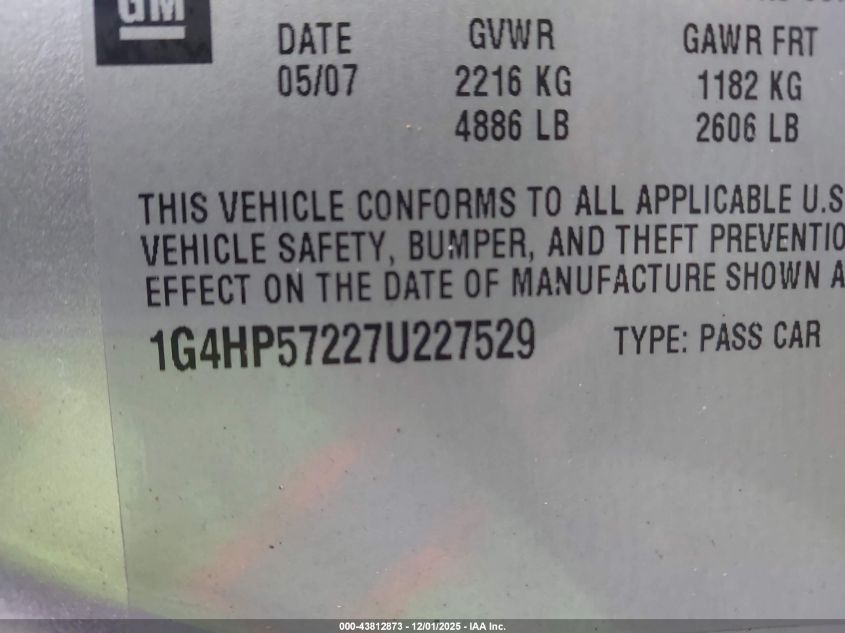 GM
DATE GVWR GAWR FRT
05/07 2216 KG 1182 KG
4886 LB 2606 LB
THIS VEHICLE CONFORMS TO ALL APPLICABLE U.S
VEHICLE SAFETY, BUMPER, AND THEFT PREVENTIO
EFFECT ON THE DATE OF MANUFACTURE SHOWN A
1G4HP57227U227529 TYPE: PASS CAR
000-43812873 - 12/01/2025 - IAA Inc.